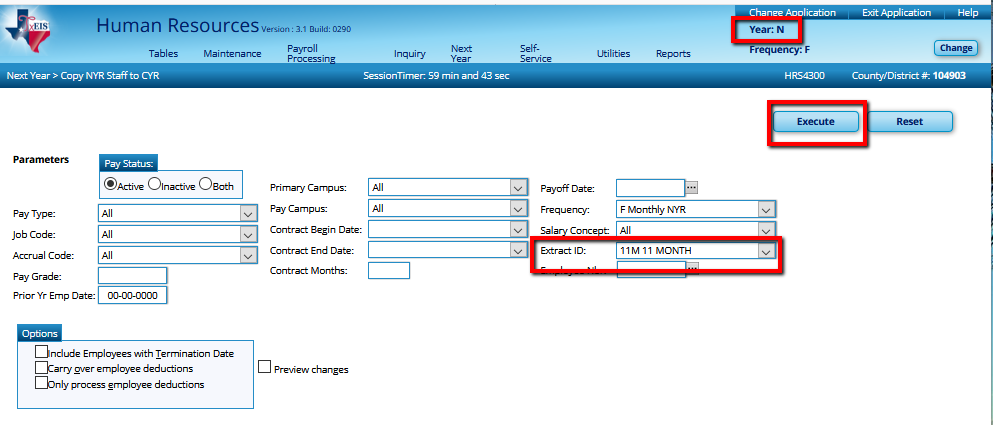 TxEIS
Human Resources Version : 3.1 Build: 0290
Change Application Exit Application Help
Year: N
Frequency: F Change
Tables Maintenance Payroll Processing Inquiry Next Year Self-Service Utilities Reports
Next Year > Copy NYR Staff to CYR SessionTimer: 59 min and 43 sec HRS4300 County/District #: 104903
Execute Reset
Parameters Pay Status:
Active Inactive Both
Primary Campus: All Payoff Date: ...
Pay Type: All Pay Campus: All Frequency: F Monthly NYR
Job Code: All Contract Begin Date: Salary Concept: All
Accrual Code: All Contract End Date: Extract ID: 11M 11 MONTH
Pay Grade: Contract Months: ...
Prior Yr Emp Date: 00-00-0000
Options
Include Employees with Termination Date
Carry over employee deductions
Only process employee deductions
Preview changes